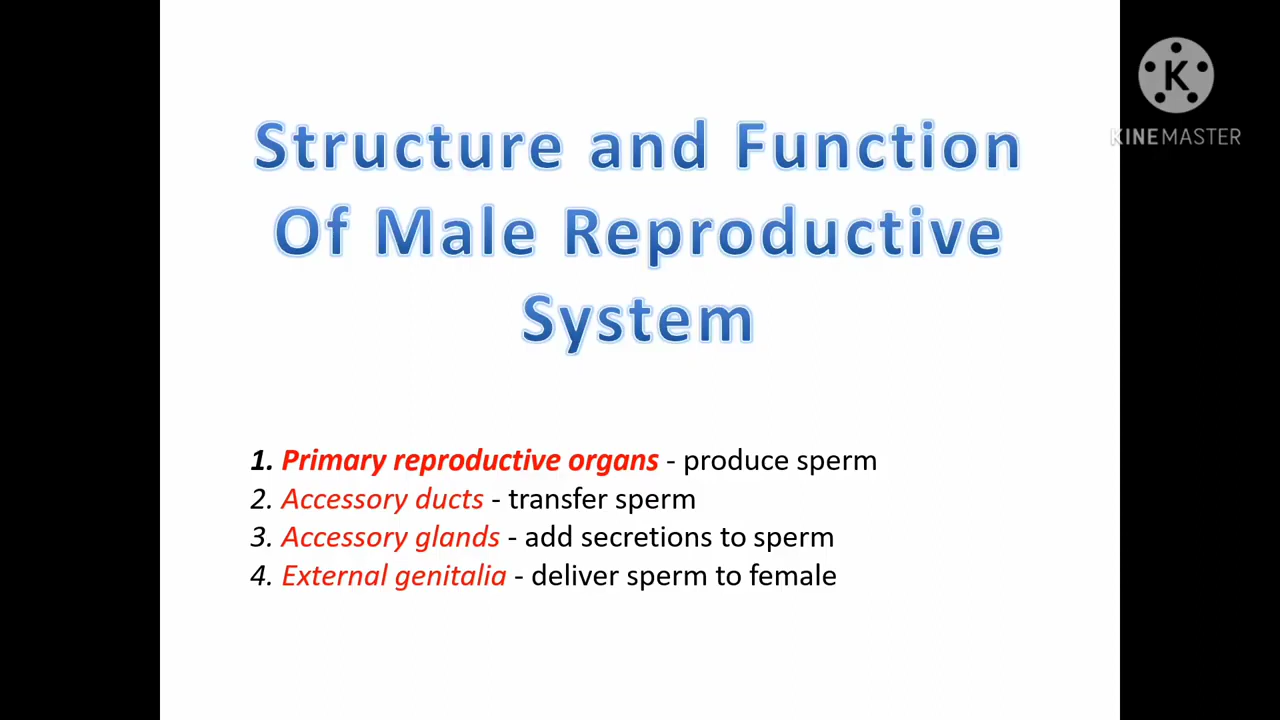 Structure and Function
Of Male Reproductive
System
1. Primary reproductive organs - produce sperm
2. Accessory ducts - transfer sperm
3. Accessory glands - add secretions to sperm
4. External genitalia - deliver sperm to female
K
KINEMASTER